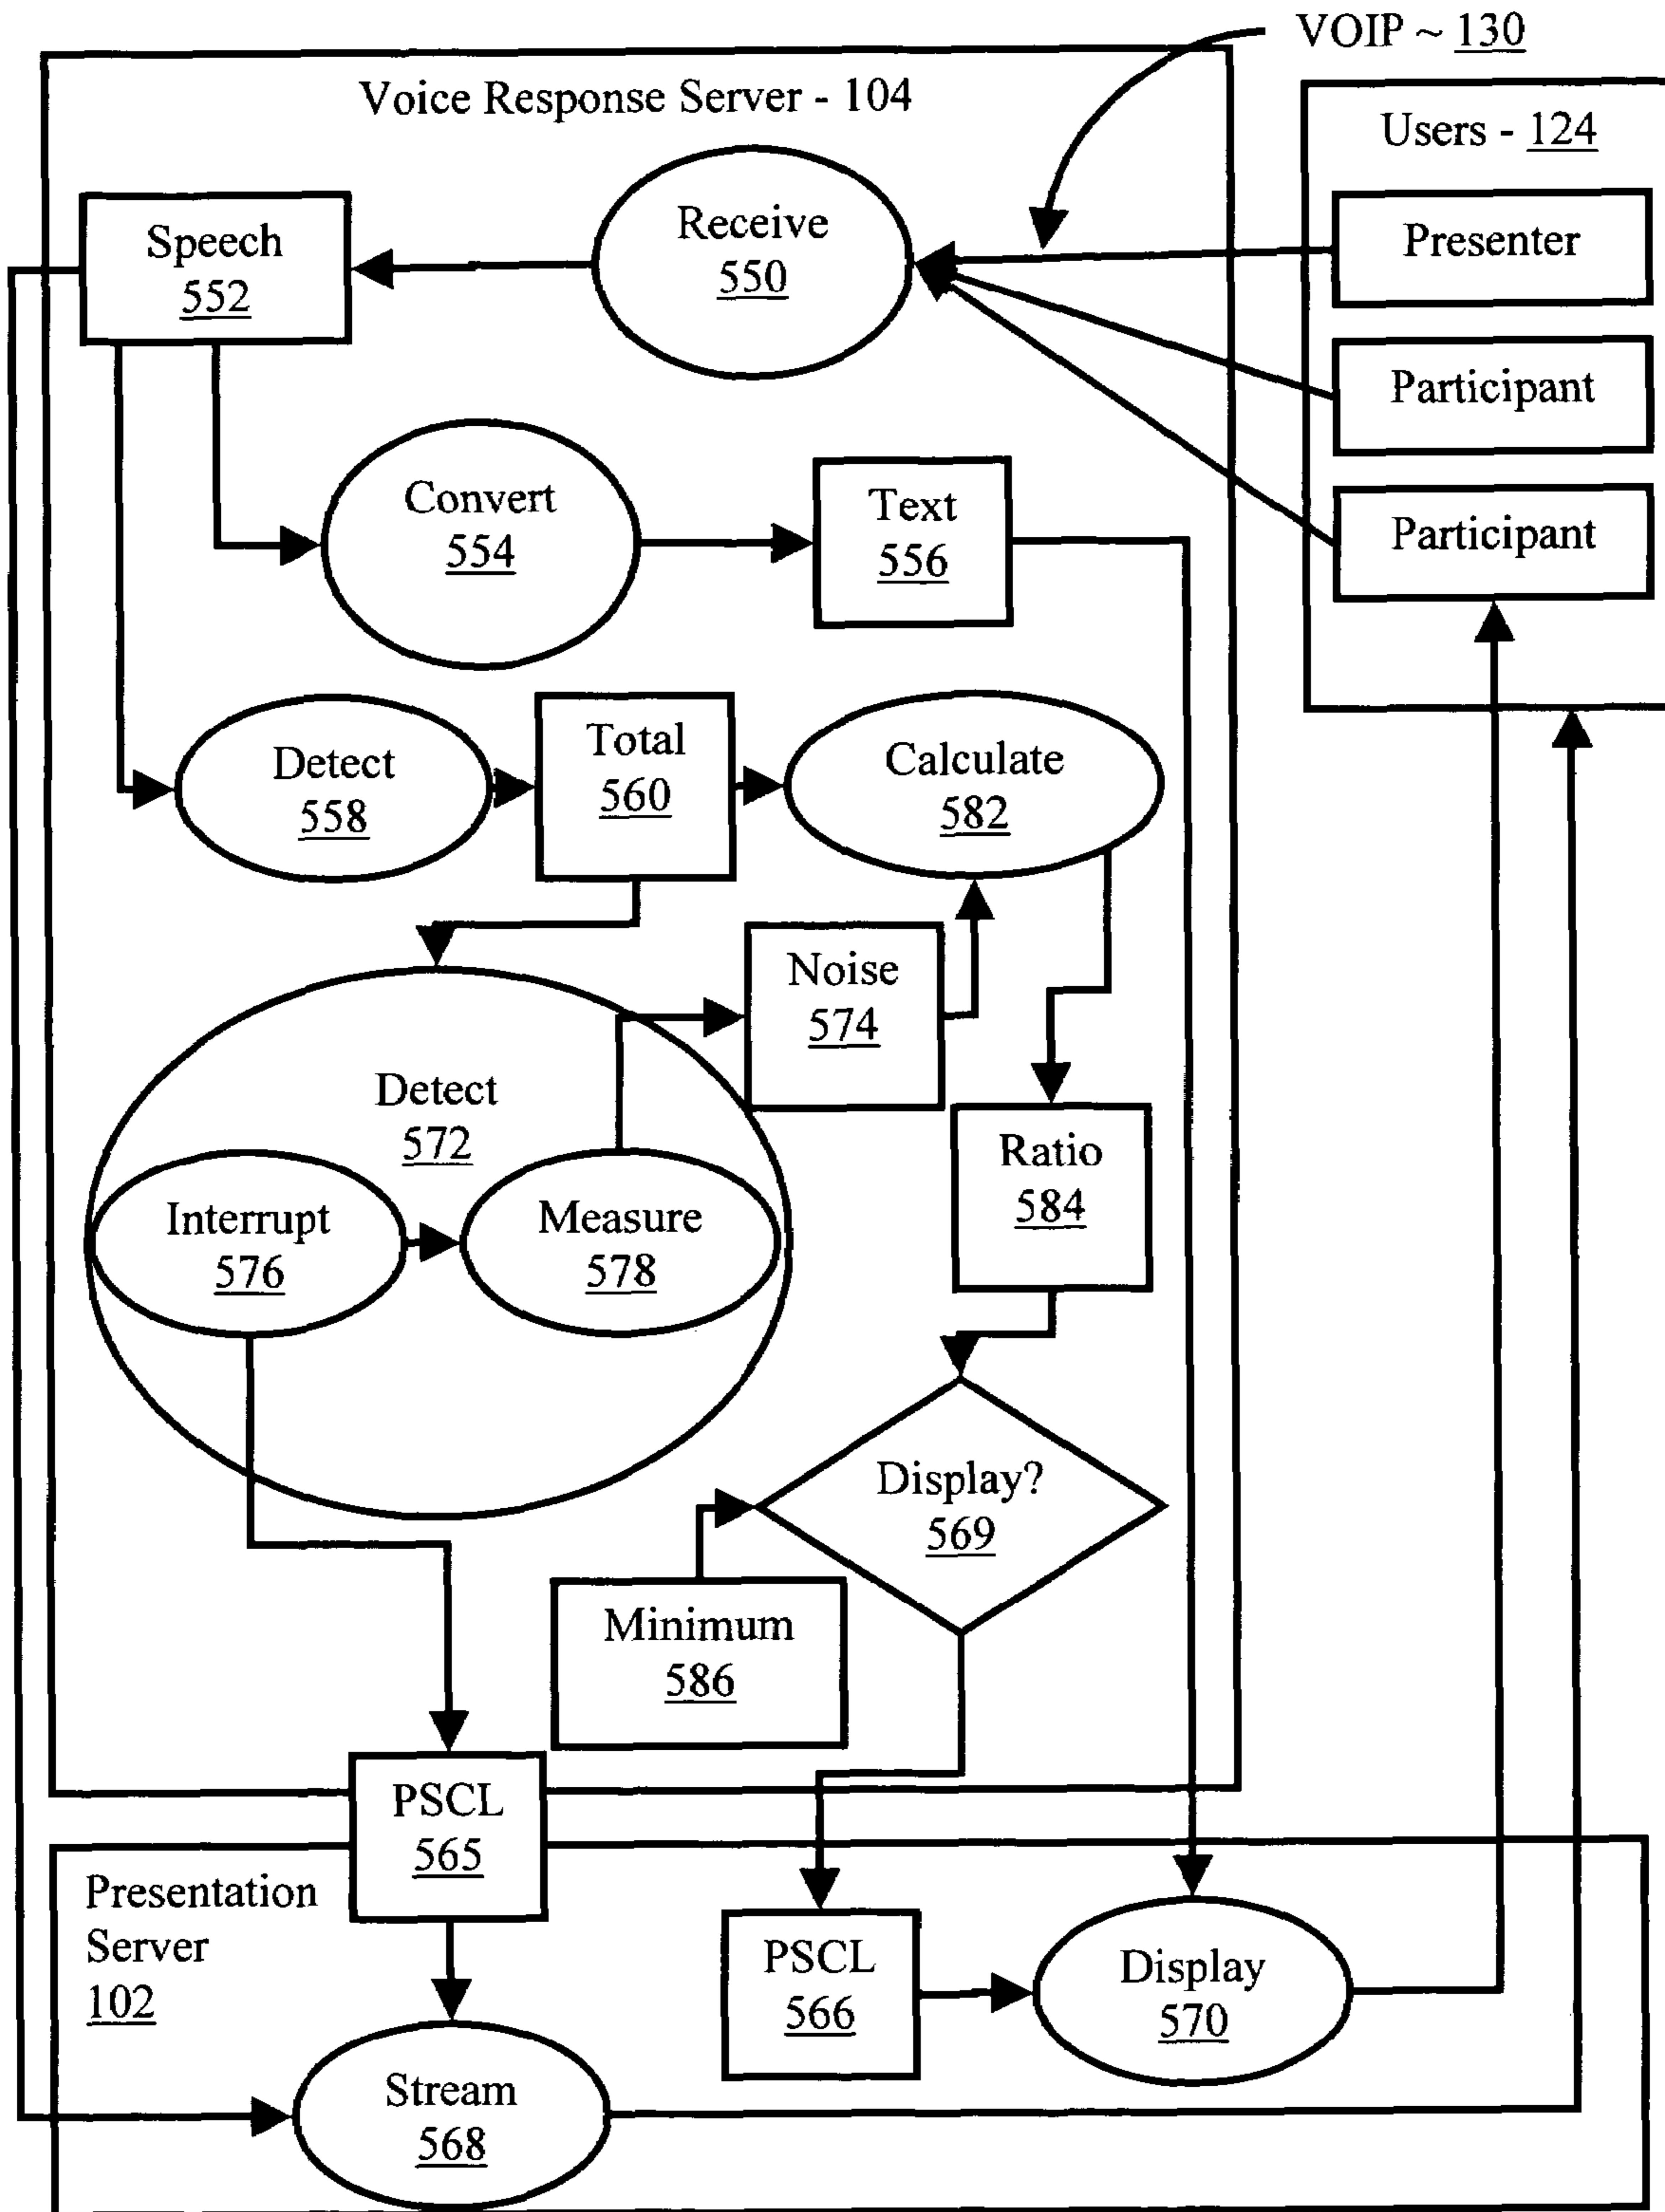 VOIP ~ 130
Voice Response Server - 104
Users - 124
Speech
552
Receive
550
Presenter
Participant
Participant
Convert
554
Text
556
Detect
558
Total
560
Calculate
582
Noise
574
Detect
572
Interrupt
576
Measure
578
Ratio
584
Display?
569
Minimum
586
PSCL
565
Presentation
Server
102
PSCL
566
Display
570
Stream
568